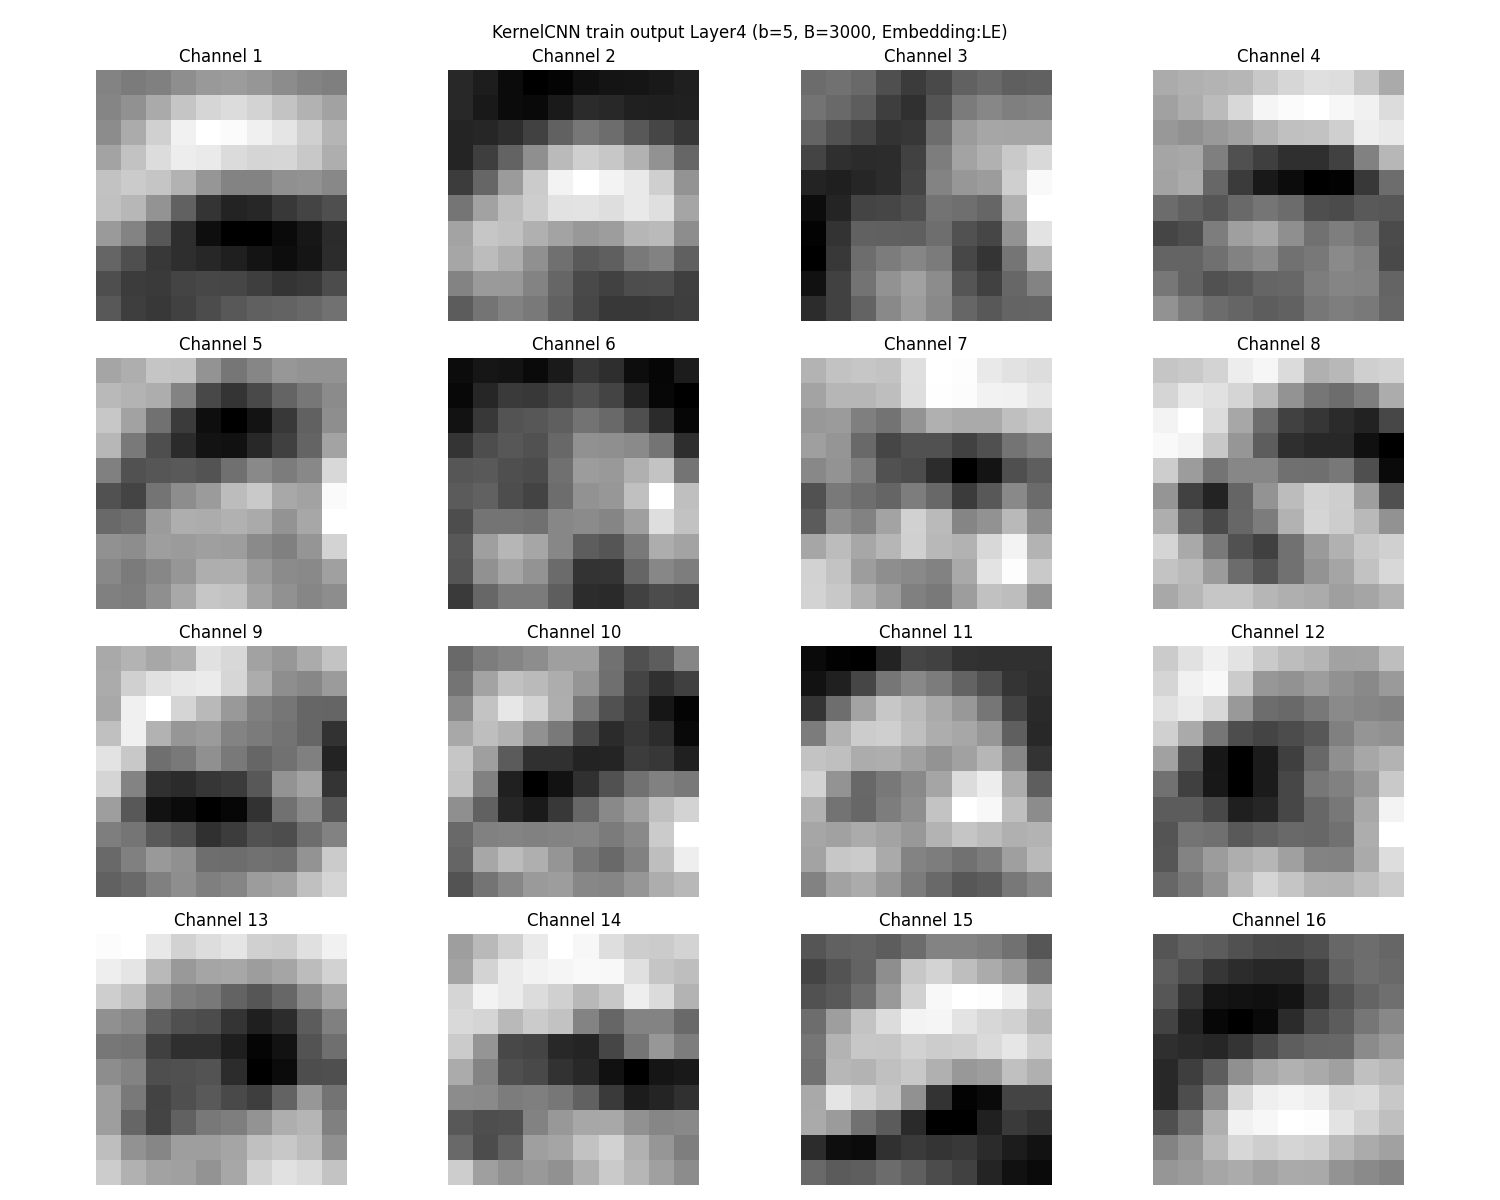 KernelCNN train output Layer4 (b=5, B=3000, Embedding:LE)
Channel 1
Channel 2
Channel 3
Channel 4
Channel 5
Channel 6
Channel 7
Channel 8
Channel 9
Channel 10
Channel 11
Channel 12
Channel 13
Channel 14
Channel 15
Channel 16